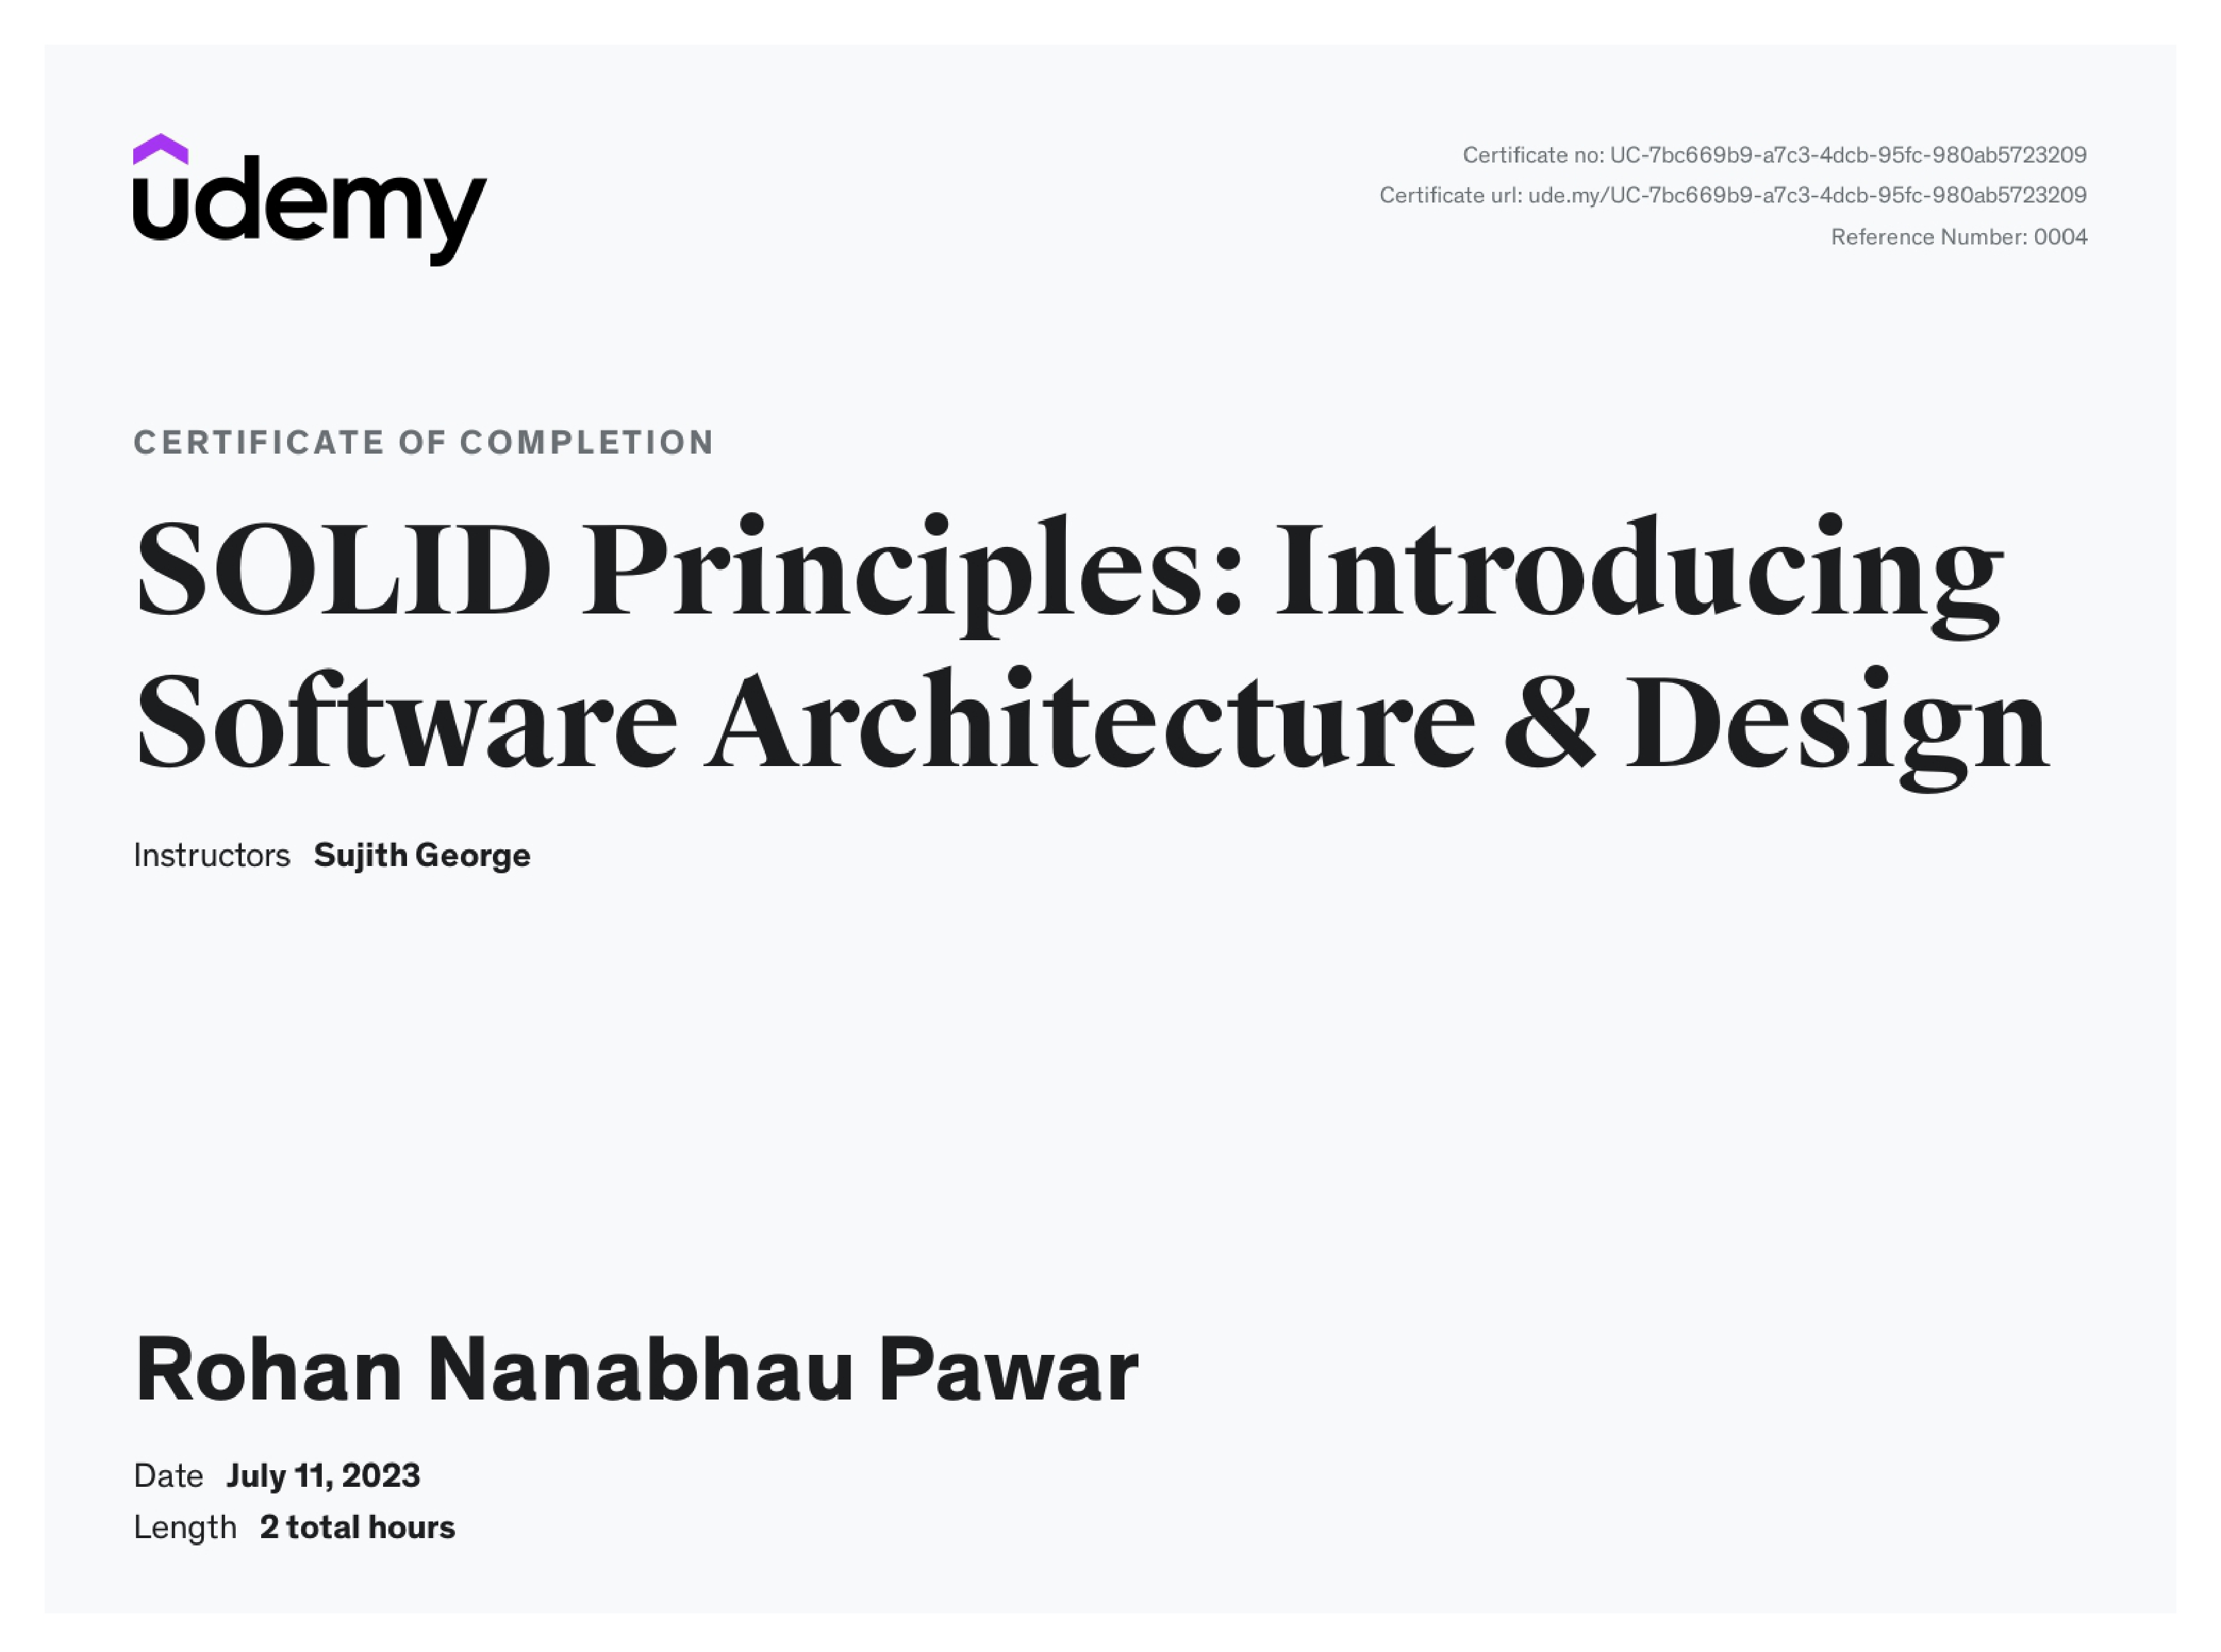 udemy
Certificate no: UC-7bc669b9-a7c3-4dcb-95fc-980ab5723209
Certificate url: ude.my/UC-7bc669b9-a7c3-4dcb-95fc-980ab5723209
Reference Number: 0004
CERTIFICATE OF COMPLETION
SOLID Principles: Introducing
Software Architecture & Design
Instructors Sujith George
Rohan Nanabhau Pawar
Date July 11, 2023
Length 2 total hours